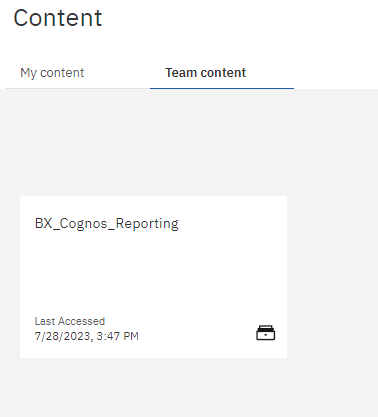 Content
My content
Team content
BX_Cognos_Reporting
Last Accessed
7/28/2023, 3:47 PM